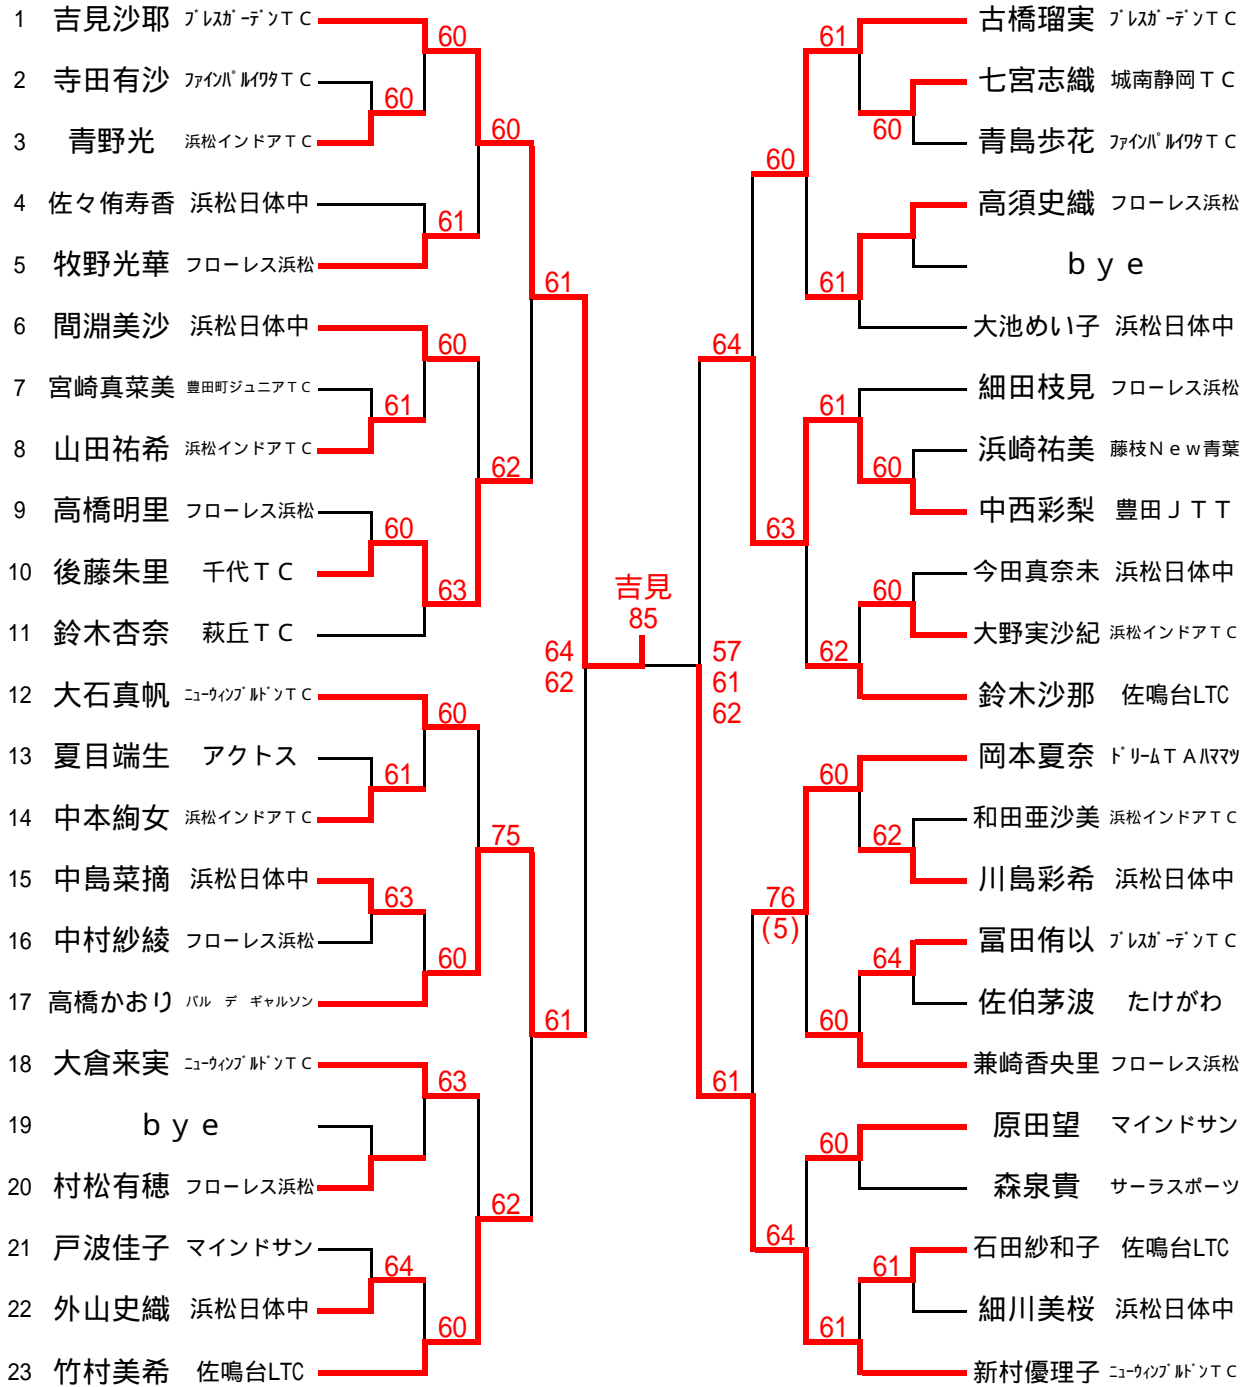 1 吉見沙耶 ブレスガーデンTC
2 寺田有沙 ファインパルイワタTC
3 青野光 浜松インドアTC
4 佐々侑寿香 浜松日体中
5 牧野光華 フローレス浜松
6 間淵美沙 浜松日体中
7 宮崎真菜美 豊田町ジュニアTC
8 山田祐希 浜松インドアTC
9 高橋明里 フローレス浜松
10 後藤朱里 千代TC
11 鈴木杏奈 萩丘TC
12 大石真帆 ニューウィンブルドンTC
13 夏目端生 アクトス
14 中本絢女 浜松インドアTC
15 中島菜摘 浜松日体中
16 中村紗綾 フローレス浜松
17 高橋かおり パル デ ギャルソン
18 大倉来実 ニューウィンブルドンTC
19 bye
20 村松有穂 フローレス浜松
21 戸波佳子 マインドサン
22 外山史織 浜松日体中
23 竹村美希 佐鳴台LTC
60
60
61
60
61
60
63
60
61
63
60
63
64
60
60
62
75
62
61
61
64
62
吉見
85
57
61
62
64
61
60
63
76
(5)
64
61
61
61
62
60
60
60
61
60
60
60
62
64
61
古橋瑠実 ブレスガーデンTC
七宮志織 城南静岡TC
青島歩花 ファインパルイワタTC
高須史織 フローレス浜松
bye
大池めい子 浜松日体中
細田枝見 フローレス浜松
浜崎祐美 藤枝New青葉
中西彩梨 豊田JTT
今田真奈未 浜松日体中
大野実沙紀 浜松インドアTC
鈴木沙那 佐鳴台LTC
岡本夏奈 ドリームTAハママツ
和田亜沙美 浜松インドアTC
川島彩希 浜松日体中
冨田侑以 ブレスガーデンTC
佐伯茅波 たけがわ
兼崎香央里 フローレス浜松
原田望 マインドサン
森泉貴 サーラスポーツ
石田紗和子 佐鳴台LTC
細川美桜 浜松日体中
新村優理子 ニューウィンブルドンTC